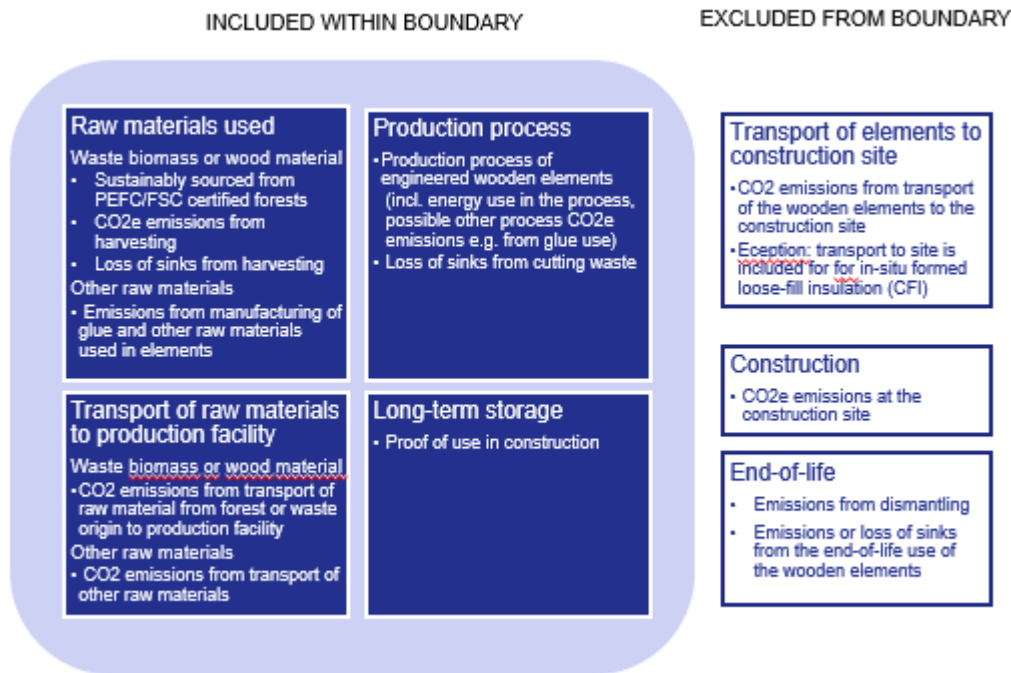 INCLUDED WITHIN BOUNDARY
EXCLUDED FROM BOUNDARY
Raw materials used
Waste biomass or wood material
• Sustainably sourced from
PEFC/FSC certified forests
• CO2e emissions from
harvesting
• Loss of sinks from harvesting
Other raw materials
• Emissions from manufacturing of
glue and other raw materials
used in elements
Production process
• Production process of
engineered wooden elements
(incl. energy use in the process,
possible other process CO2e
emissions e.g. from glue use)
• Loss of sinks from cutting waste
Transport of raw materials
to production facility
Waste biomass or wood material
• CO2 emissions from transport of
raw material from forest or waste
origin to production facility
Other raw materials
• CO2 emissions from transport of
other raw materials
Long-term storage
• Proof of use in construction
Transport of elements to
construction site
• CO2 emissions from transport
of the wooden elements to the
construction site
• Eception: transport to site is
included for for in-situ formed
loose-fill insulation (CFI)
Construction
• CO2e emissions at the
construction site
End-of-life
• Emissions from dismantling
• Emissions or loss of sinks
from the end-of-life use of
the wooden elements